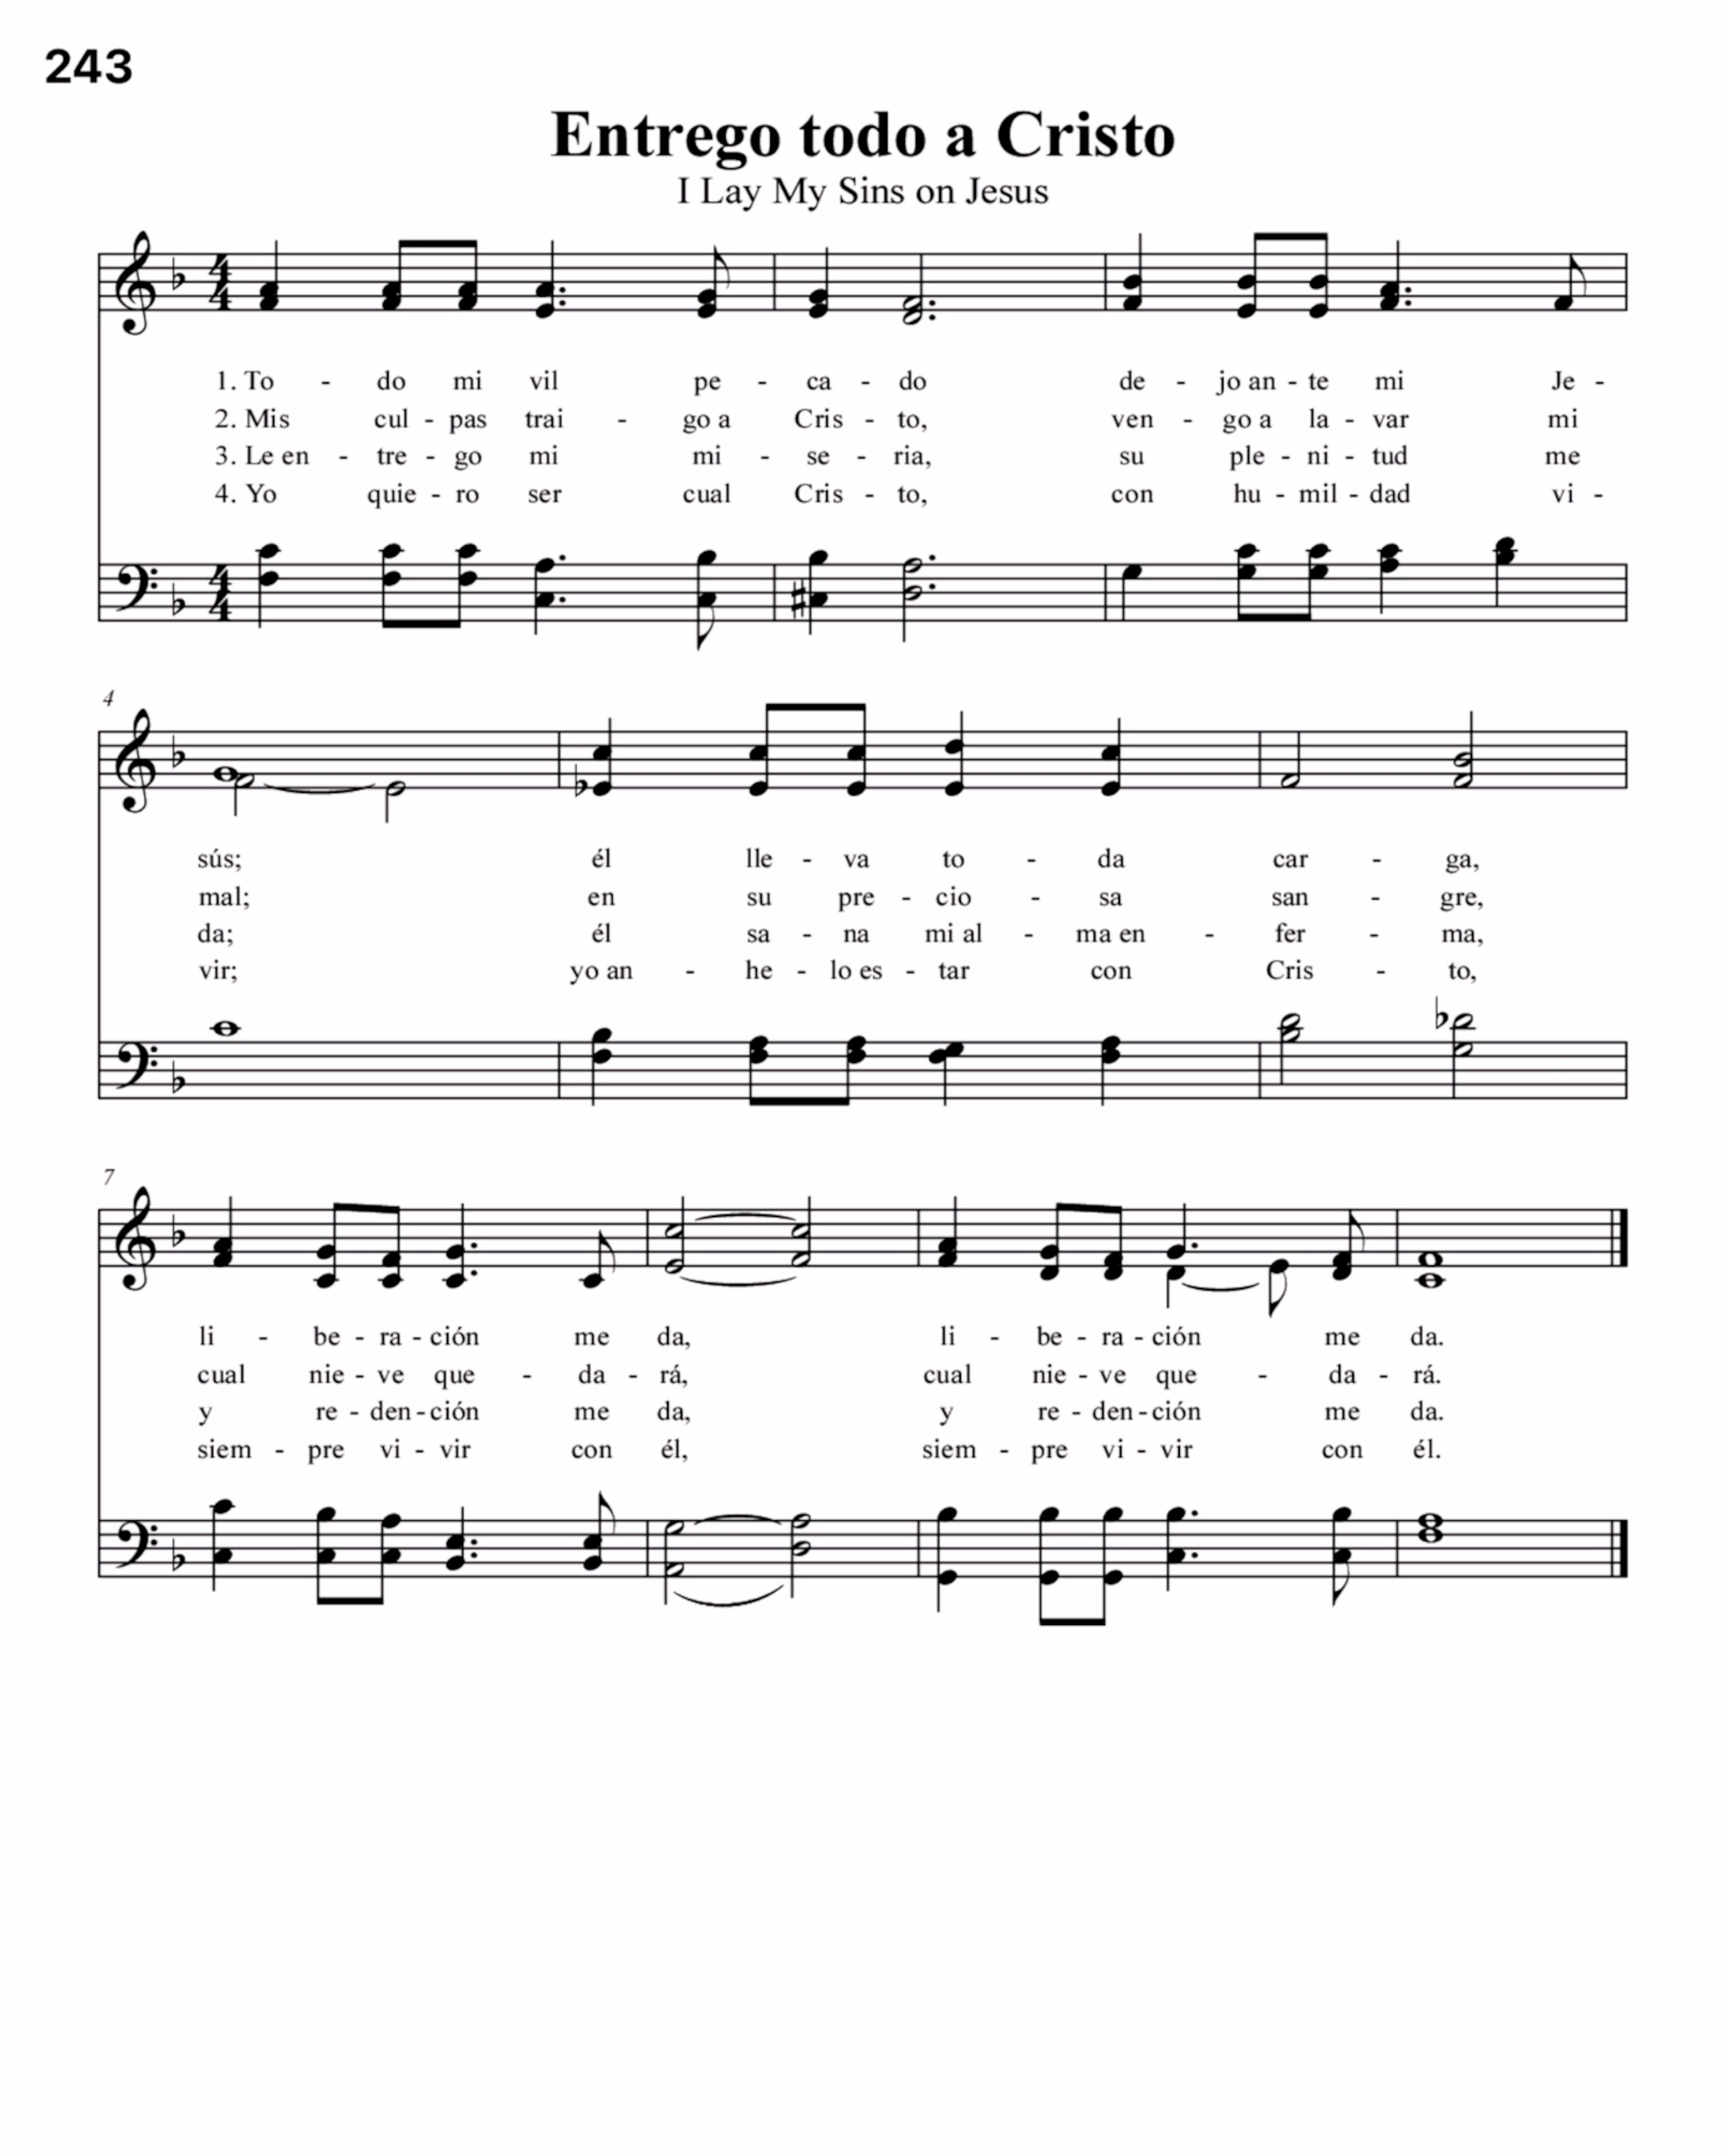 243
Entrego todo a Cristo
I Lay My Sins on Jesus
1. To - do mi vil pe - ca - do de - jo an - te mi Je -
2. Mis cul - pas trai - go a Cris - to, ven - go a la - var mi
3. Le en - tre - go mi mi - se - ria, su ple - ni - tud me
4. Yo quie - ro ser cual Cris - to, con hu - mil - dad vi -
4
sús; él lle - va to - da car - ga,
mal; en su pre - cio - sa san - gre,
da; él sa - na mi al - ma en - fer - ma,
vir; yo an - he - lo es - tar con Cris - to,
7
li - be - ra - ción me da, li - be - ra - ción me da.
cual nie - ve que - da - rá, cual nie - ve que - da - rá.
y re - den - ción me da, y re - den - ción me da.
siem - pre vi - vir con él, siem - pre vi - vir con él.